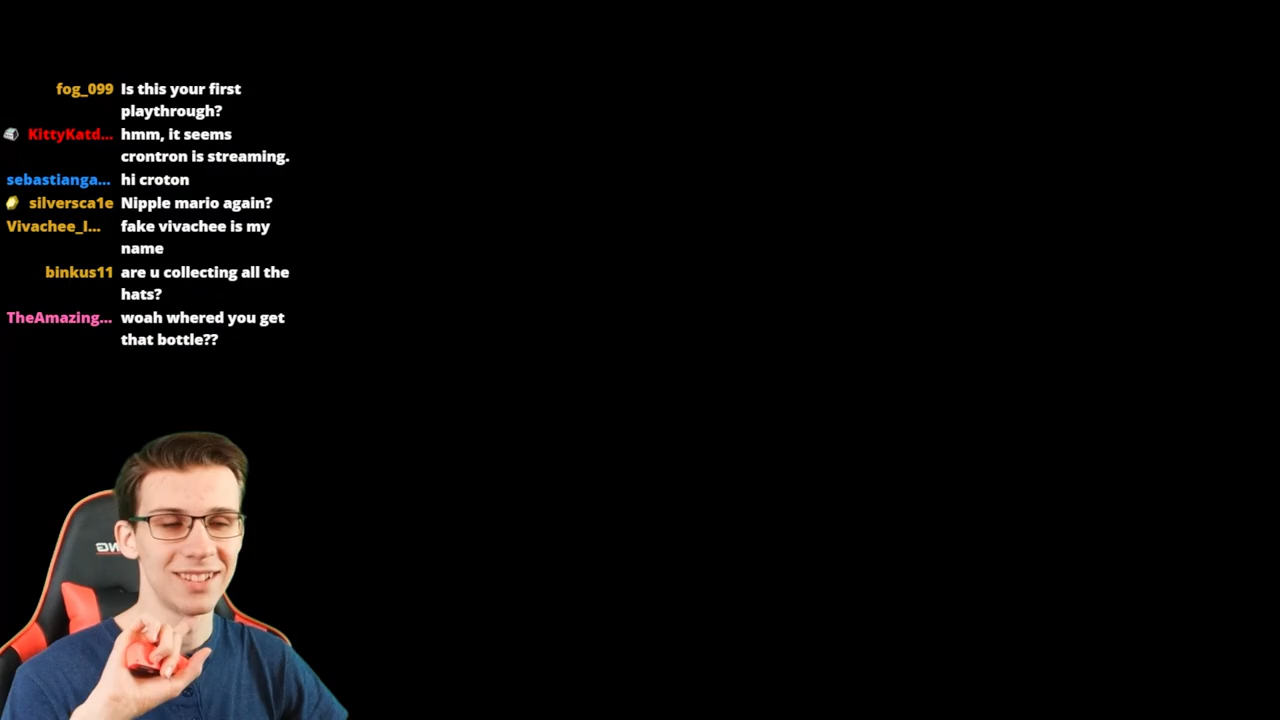 fog_099 Is this your first
playthrough?
KittyKatd... hmm, it seems
crontron is streaming.
sebastianga... hi croton
silversca1e Nipple mario again?
Vivachee_I... fake vivachee is my
name
binkus11 are u collecting all the
hats?
TheAmazing... woah whered you get
that bottle??